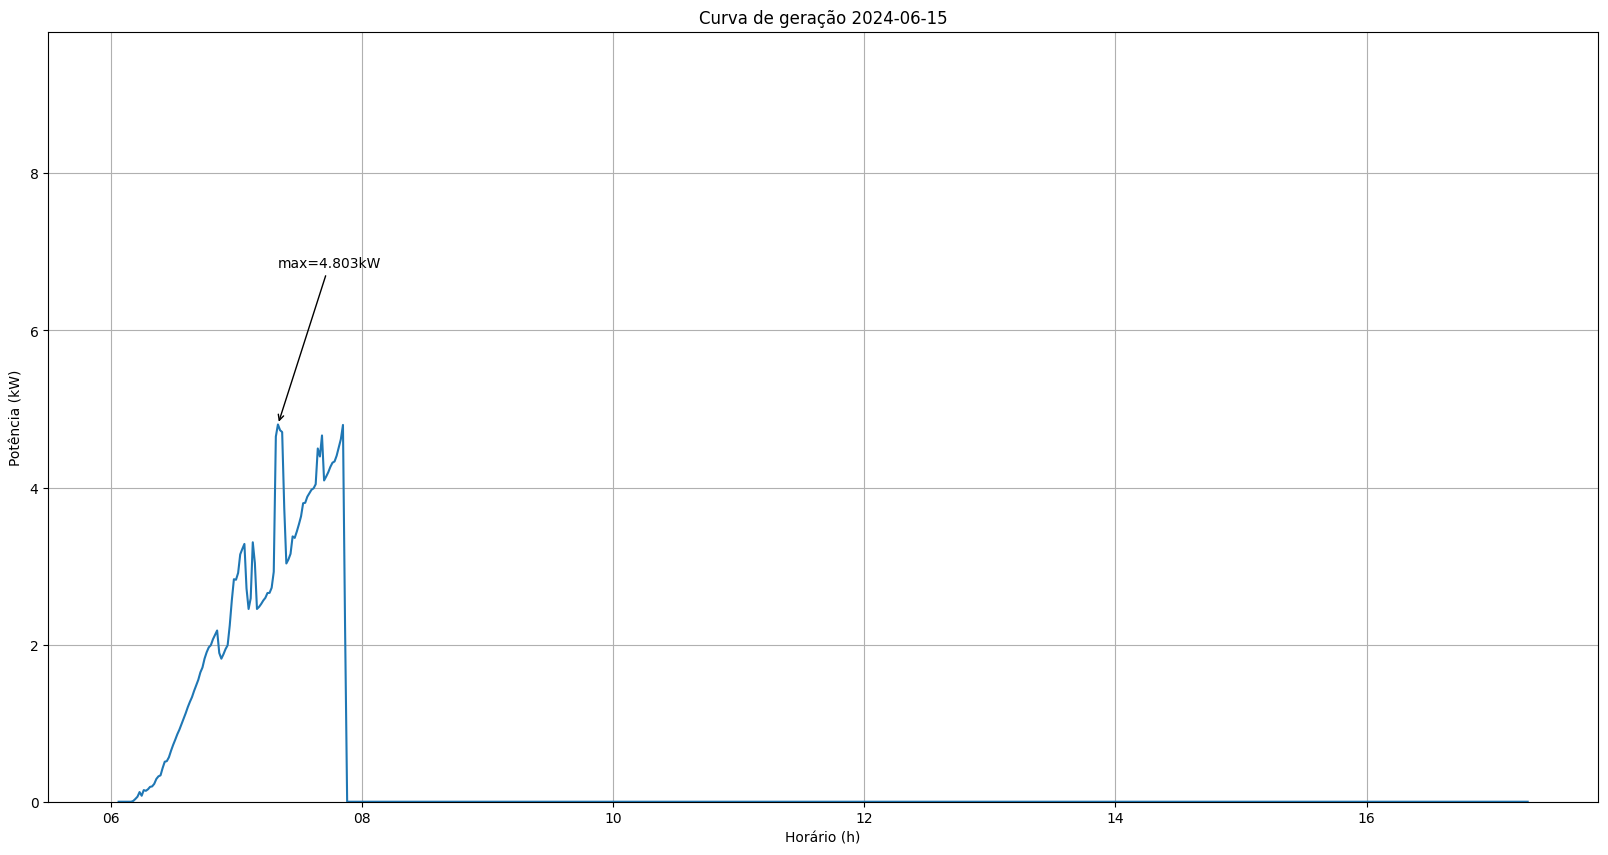 Curva de geração 2024-06-15
8
max=4.803kW
6
Potência (kW)
4
2
0
06 08 10 12 14 16
Horário (h)